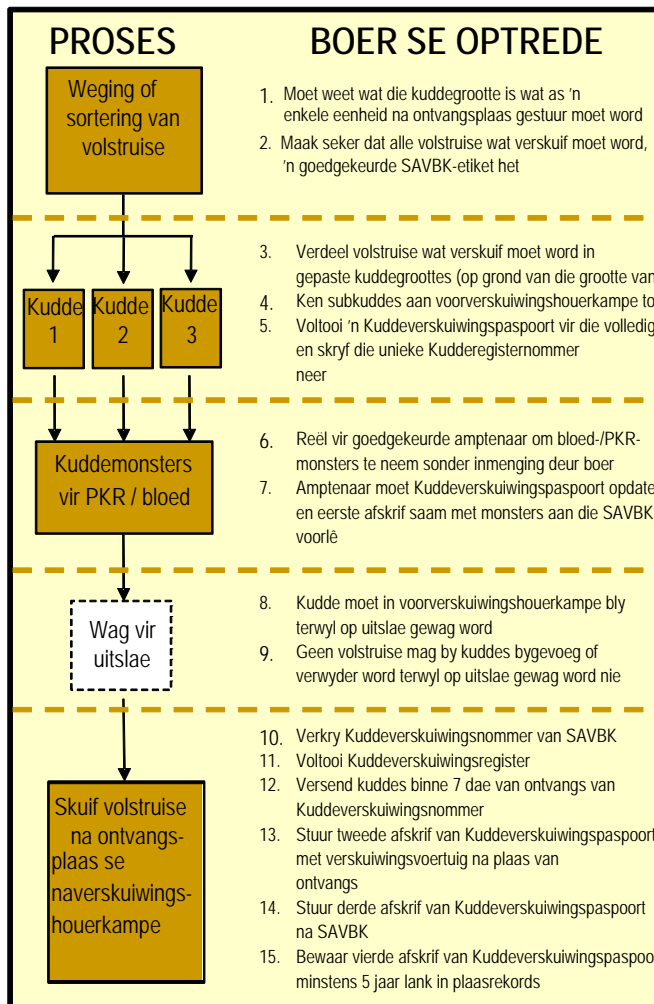 PROSES
BOER SE OPTREDE
Weging of
sortering van
volstruise
1. Moet weet wat die kuddegrootte is wat as 'n
enkele eenheid na ontvangsplaas gestuur moet word
2. Maak seker dat alle volstruise wat verskuif moet word,
'n goedgekeurde SAVBK-etiket het
Kudde
1
Kudde
2
Kudde
3
3. Verdeel volstruise wat verskuif moet word in
gepaste kuddegroottes (op grond van die grootte van
4. Ken subkuddes aan voorverskuiwingshouerkampe to
5. Voltooi 'n Kuddeverskuiwingspaspoort vir die volledig
en skryf die unieke Kudderegisternommer
neer
Kuddemonsters
vir PKR / bloed
6. Reël vir goedgekeurde amptenaar om bloed-/PKR-
monsters te neem sonder inmenging deur boer
7. Amptenaar moet Kuddeverskuiwingspaspoort opdate
en eerste afskrif saam met monsters aan die SAVBK
voorlê
Wag vir
uitslae
8. Kudde moet in voorverskuiwingshouerkampe bly
terwyl op uitslae gewag word
9. Geen volstruise mag by kuddes bygevoeg of
verwyder word terwyl op uitslae gewag word nie
Skuif volstruise
na ontvangs-
plaas se
naverskuiwings-
houerkampe
10. Verkry Kuddeverskuiwingsnommer van SAVBK
11. Voltooi Kuddeverskuiwingsregister
12. Versend kuddes binne 7 dae van ontvangs van
Kuddeverskuiwingsnommer
13. Stuur tweede afskrif van Kuddeverskuiwingspaspoort
met verskuiwingsvoertuig na plaas van
ontvangs
14. Stuur derde afskrif van Kuddeverskuiwingspaspoort
na SAVBK
15. Bewaar vierde afskrif van Kuddeverskuiwingspaspoo
minstens 5 jaar lank in plaasrekords